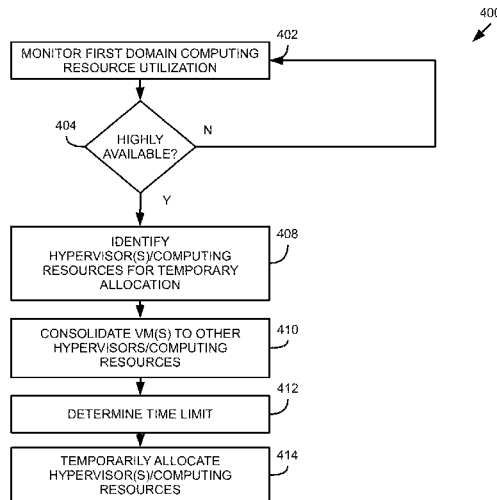 400
MONITOR FIRST DOMAIN COMPUTING
RESOURCE UTILIZATION
402
404
HIGHLY
AVAILABLE?
N
Y
IDENTIFY
HYPERVISOR(S)/COMPUTING
RESOURCES FOR TEMPORARY
ALLOCATION
408
CONSOLIDATE VM(S) TO OTHER
HYPERVISORS/COMPUTING
RESOURCES
410
DETERMINE TIME LIMIT
412
TEMPORARILY ALLOCATE
HYPERVISOR(S)/COMPUTING
RESOURCES
414